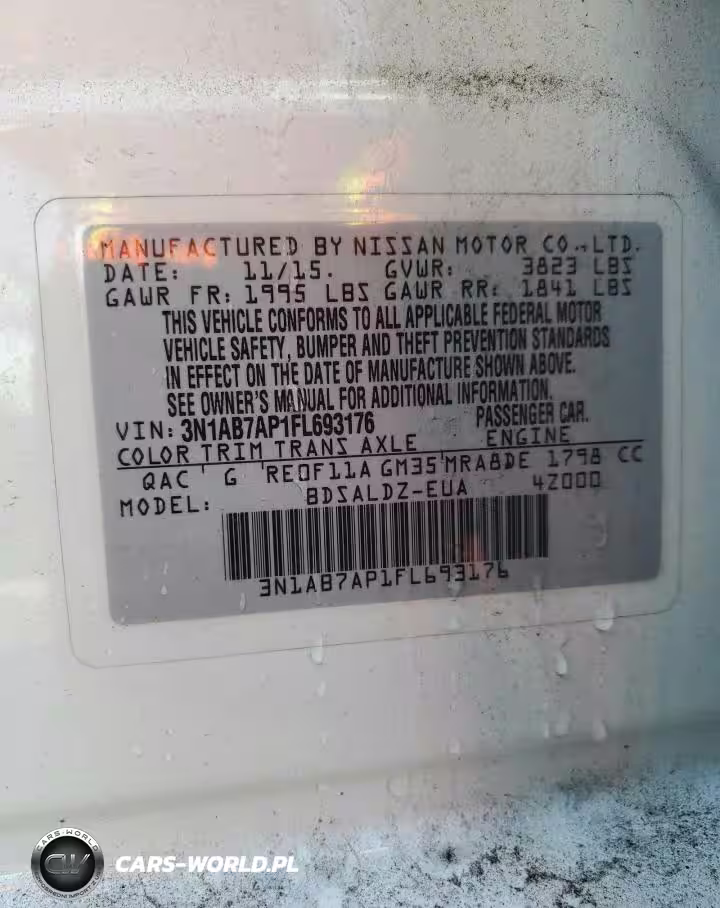 MANUFACTURED BY NISSAN MOTOR CO., LTD.
DATE: 11/15. GVWR: 3823 LBS
GAWR FR: 1995 LBS GAWR RR: 1841 LBS
THIS VEHICLE CONFORMS TO ALL APPLICABLE FEDERAL MOTOR
VEHICLE SAFETY, BUMPER AND THEFT PREVENTION STANDARDS
IN EFFECT ON THE DATE OF MANUFACTURE SHOWN ABOVE.
SEE OWNER'S MANUAL FOR ADDITIONAL INFORMATION.
VIN: 3N1AB7AP1FL693176 PASSENGER CAR.
COLOR TRIM TRANS AXLE ENGINE
QAC G RE0F11A GM35 MRA8DE 1798 CC
MODEL: BDSALDZ-EUA 4Z000
3N1AB7AP1FL693176
CARS-WORLD
CW
CARS-WORLD.PL